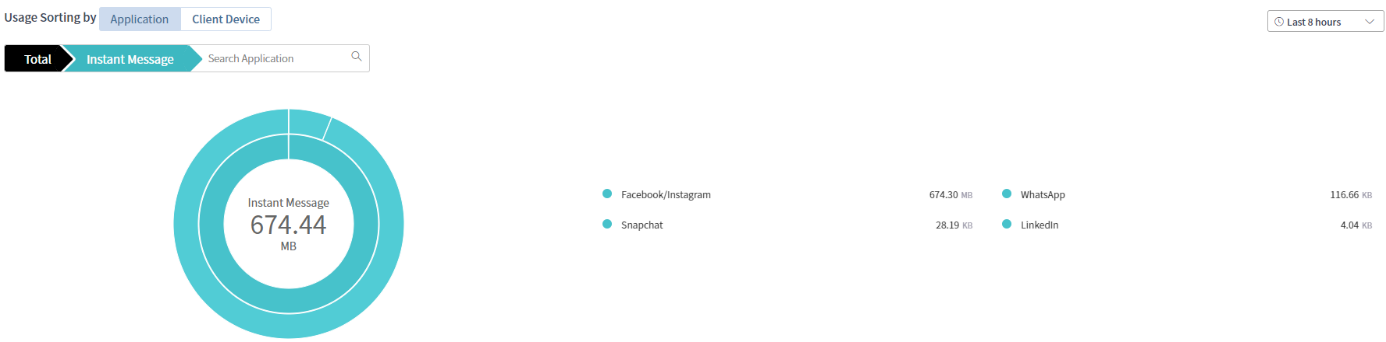 Usage Sorting by Application Client Device
Last 8 hours
Total Instant Message Search Application
Instant Message
674.44
MB
Facebook/Instagram 674.30 MB WhatsApp 116.66 KB
Snapchat 28.19 KB LinkedIn 4.04 KB